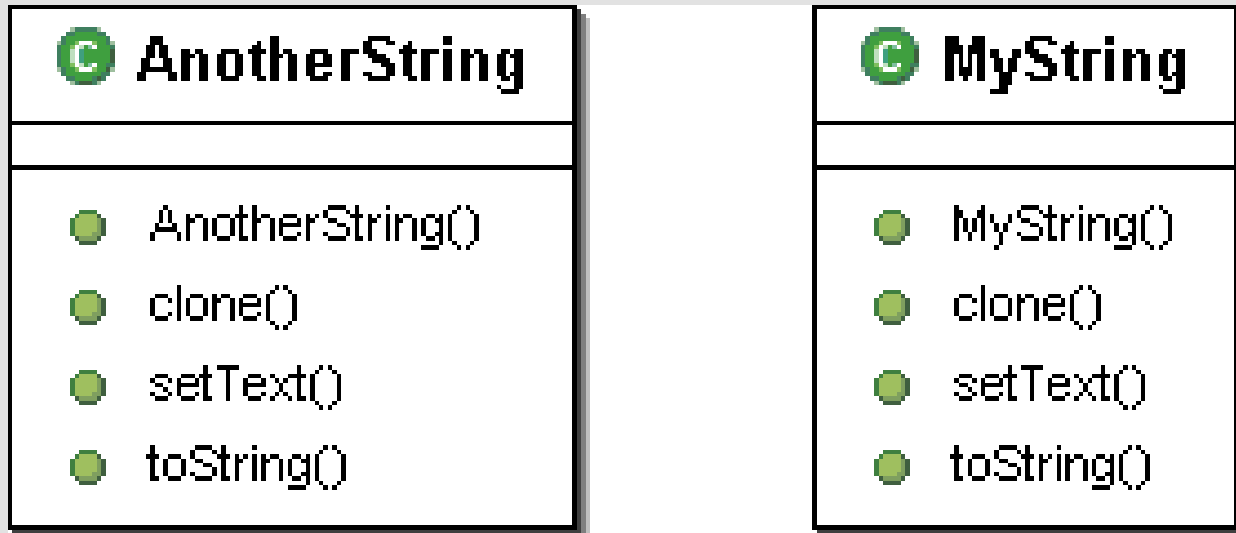 C AnotherString
AnotherString()
clone()
setText()
toString()
C MyString
MyString()
clone()
setText()
toString()